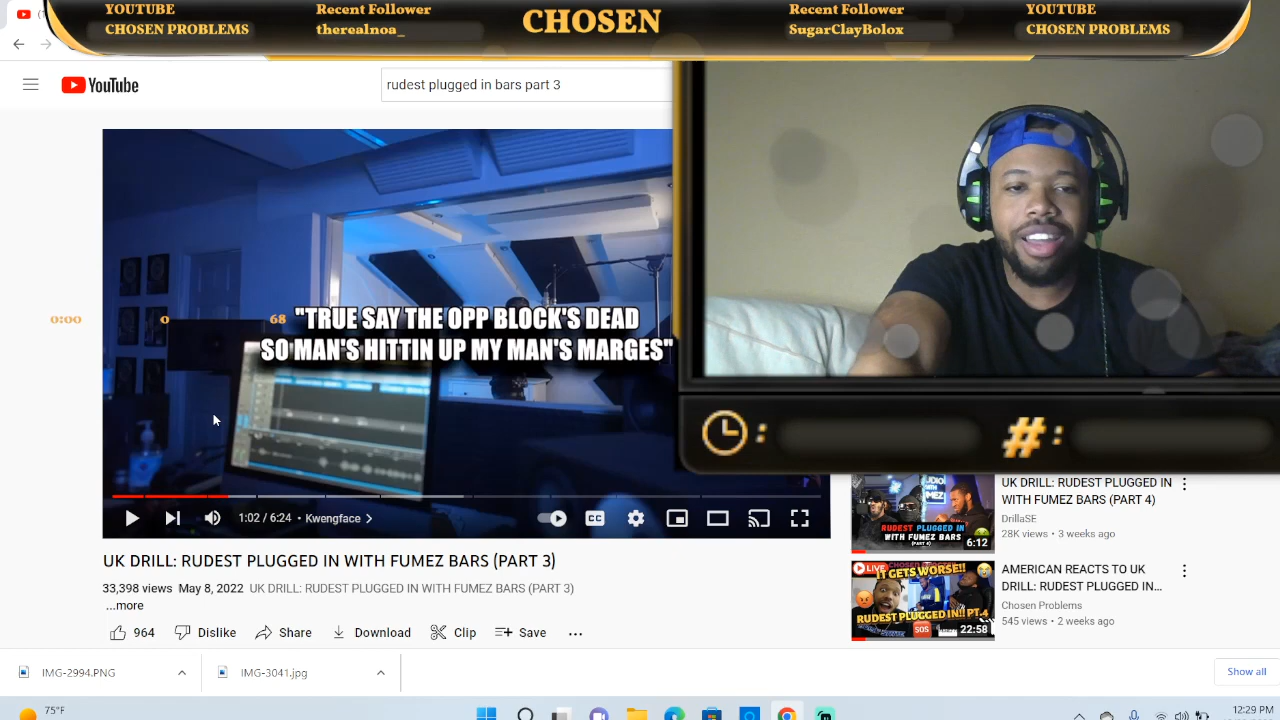 YOUTUBE
CHOSEN PROBLEMS
Recent Follower
therealnoa_
CHOSEN
Recent Follower
SugarClayBolox
YOUTUBE
CHOSEN PROBLEMS
YouTube
rudest plugged in bars part 3
0:00 0 68
"TRUE SAY THE OPP BLOCK'S DEAD
SO MAN'S HITTIN UP MY MAN'S MARGES"
1:02 / 6:24 • Kwengface
CC
: # :
UK DRILL: RUDEST PLUGGED IN WITH FUMEZ BARS (PART 3)
33,398 views May 8, 2022 UK DRILL: RUDEST PLUGGED IN WITH FUMEZ BARS (PART 3)
...more
964 Dislike Share Download Clip Save
RUDEST PLUGGED IN
WITH FUMEZ BARS
(PART 4)
6:12
UK DRILL: RUDEST PLUGGED IN
WITH FUMEZ BARS (PART 4)
DrillaSE
28K views • 3 weeks ago
LIVE
IT GETS WORSE!!
RUDEST PLUGGED IN!! PT.4
SOS
22:58
AMERICAN REACTS TO UK
DRILL: RUDEST PLUGGED IN...
Chosen Problems
545 views • 2 weeks ago
IMG-2994.PNG
IMG-3041.jpg
Show all
75°F
12:29 PM